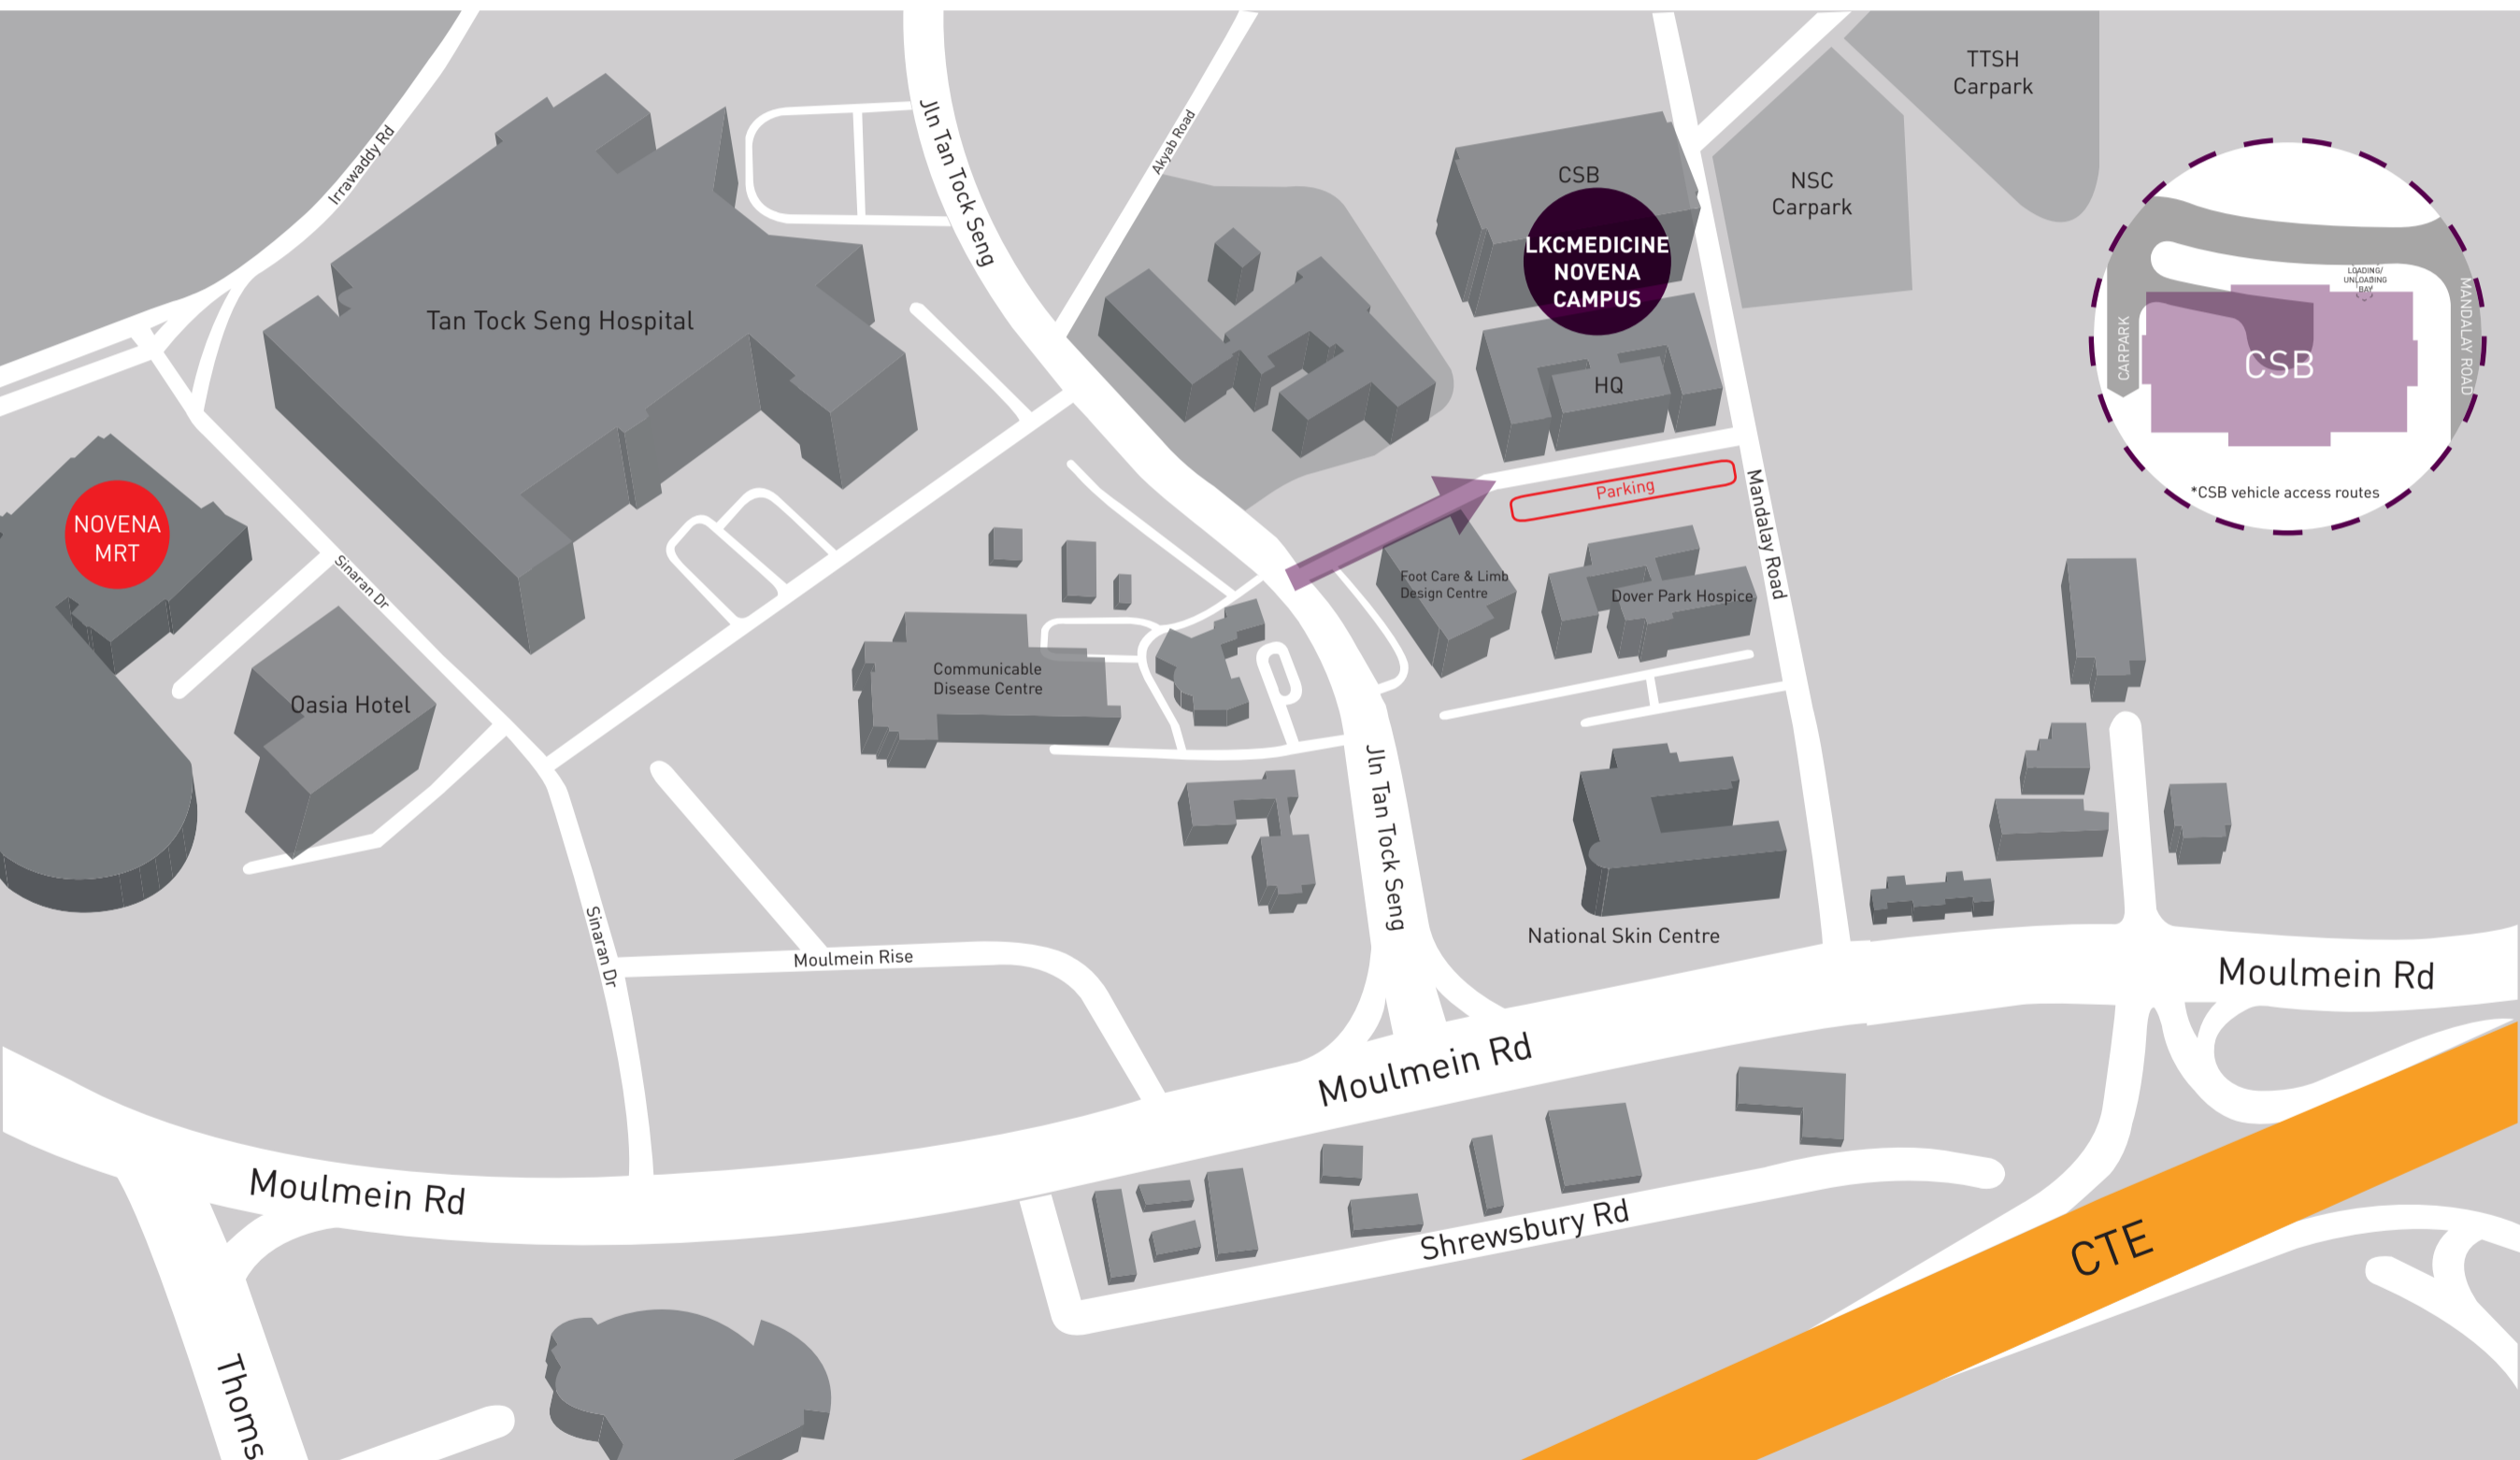 TTSH
Carpark
Irrawaddy Rd
Jln Tan Tock Seng
Akyab Road
CSB
NSC
Carpark
LKCMEDICINE
NOVENA
CAMPUS
Tan Tock Seng Hospital
HQ
LOADING/
UNLOADING
BAY
CARPARK
CSB
MANDALAY ROAD
*CSB vehicle access routes
Parking
Mandalay Road
NOVENA
MRT
Sinaran Dr
Foot Care & Limb
Design Centre
Dover Park Hospice
Communicable
Disease Centre
Oasia Hotel
Jln Tan Tock Seng
National Skin Centre
Sinaran Dr
Moulmein Rise
Moulmein Rd
Moulmein Rd
Moulmein Rd
Shrewsbury Rd
CTE
Thoms